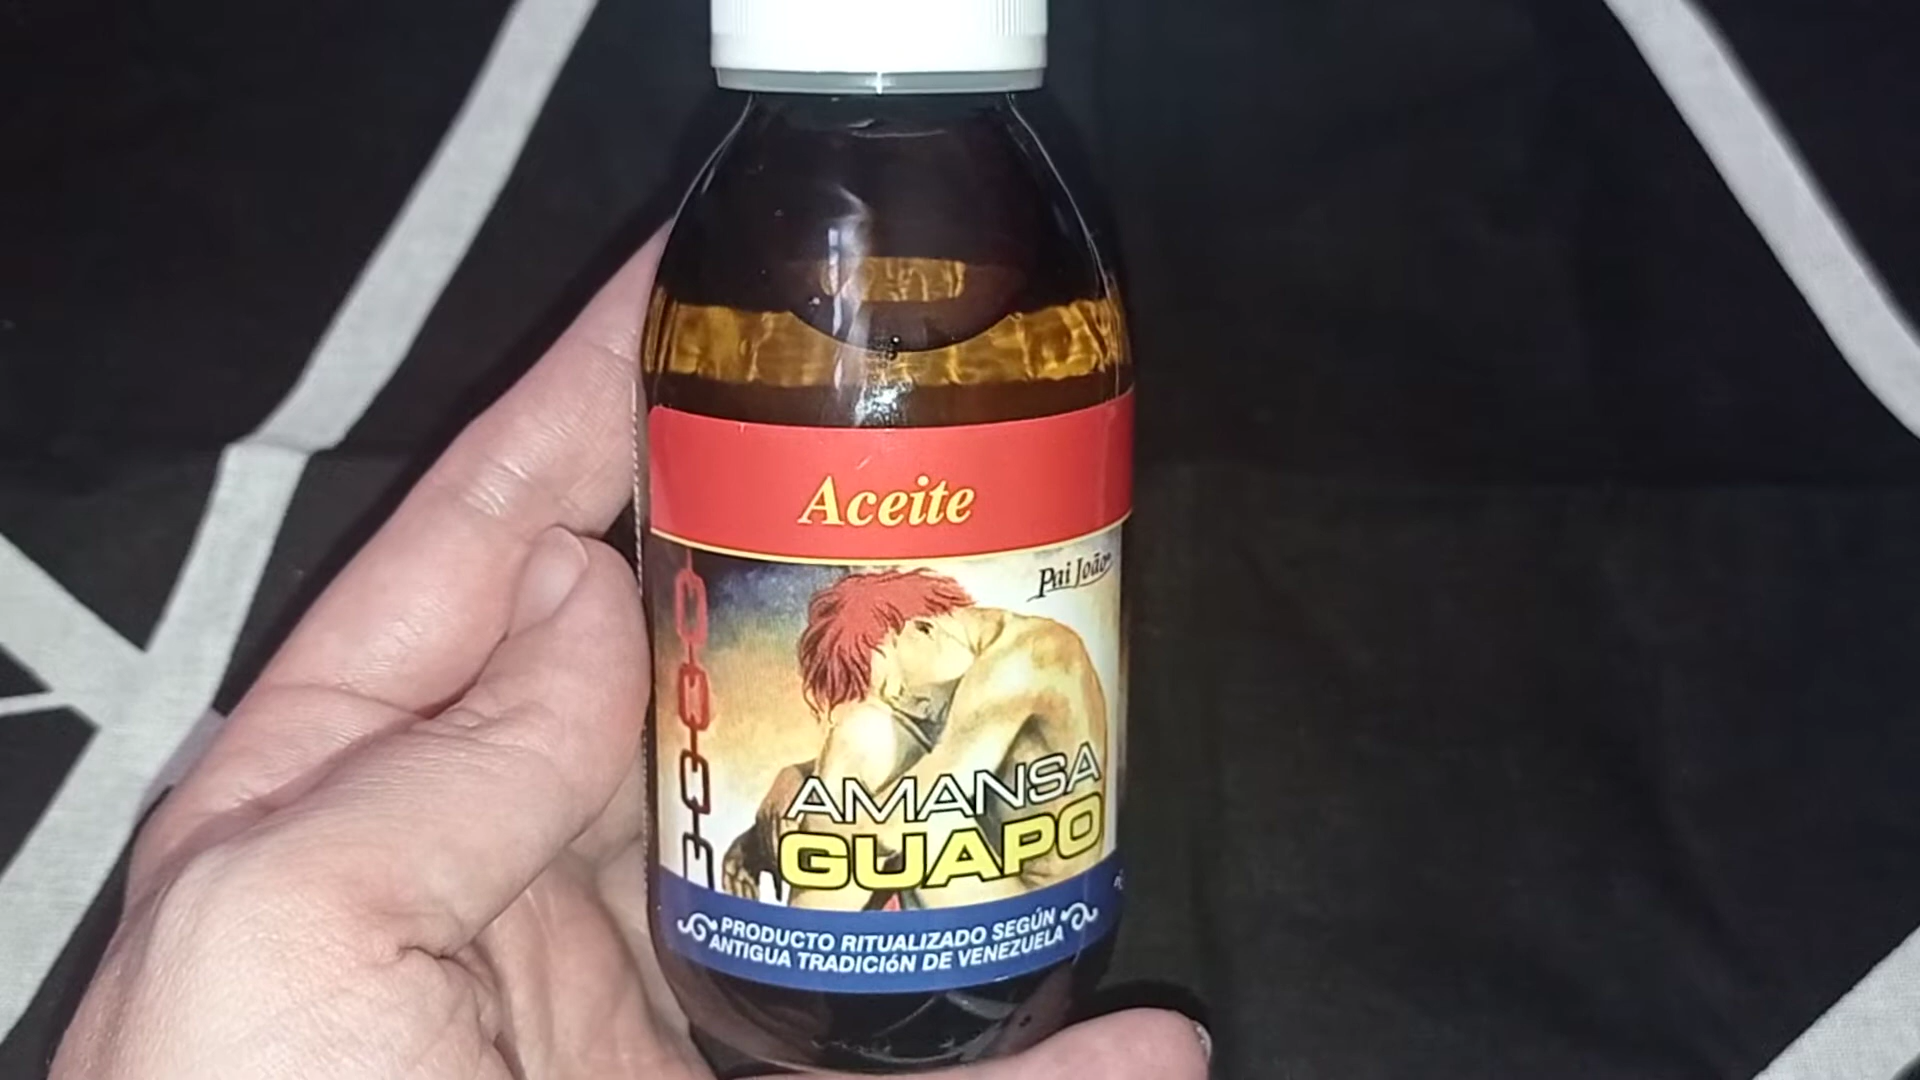 Aceite
Pai João
AMANSA
GUAPO
PRODUCTO RITUALIZADO SEGÚN
ANTIGUA TRADICIóN DE VENEZUELA